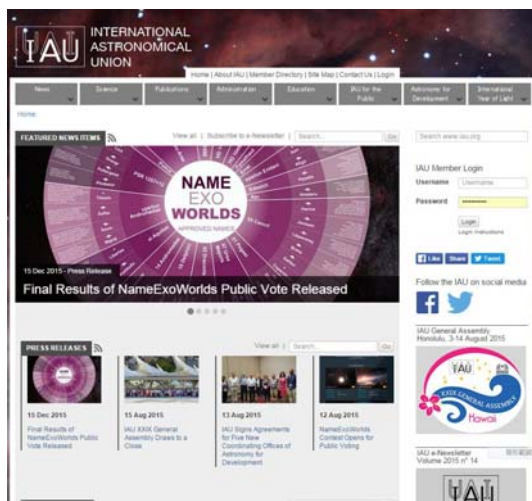 IAU
INTERNATIONAL
ASTRONOMICAL
UNION
Home | About IAU | Member Directory | Site Map | Contact Us | Login
News
Science
Publications
Administration
Education
IAU for the
Public
Astronomy for
Development
International
Year of Light
Home
FEATURED NEWS ITEMS
View all | Subscribe to e-Newsletter | Search... Go
NAME
EXO
WORLDS
APPROVED NAMES
15 Dec 2015 - Press Release
Final Results of NameExoWorlds Public Vote Released
PRESS RELEASES
View all | Search... Go
15 Dec 2015
Final Results of
NameExoWorlds Public
Vote Released
15 Aug 2015
IAU XXIX General
Assembly Draws to a
Close
13 Aug 2015
IAU Signs Agreements
for Five New
Coordinating Offices of
Astronomy for
Development
12 Aug 2015
NameExoWorlds
Contest Opens for
Public Voting
Search www.iau.org
IAU Member Login
Username Username
Password
Login
Login Instructions
Like Share Tweet
Follow the IAU on social media
IAU General Assembly
Honolulu, 3-14 August 2015
IAU
XXIX GENERAL ASSEMBLY
Hawaii
IAU e-Newsletter
Volume 2015 n° 14
IAU